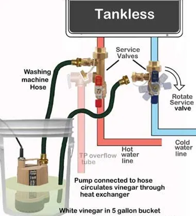 Tankless
Service
Valves
Washing
machine
Hose
Rotate
Service
valve
TP overflow
tube
Hot
water
line
Cold
water
line
Pump connected to hose
circulates vinegar through
heat exchanger
White vinegar in 5 gallon bucket